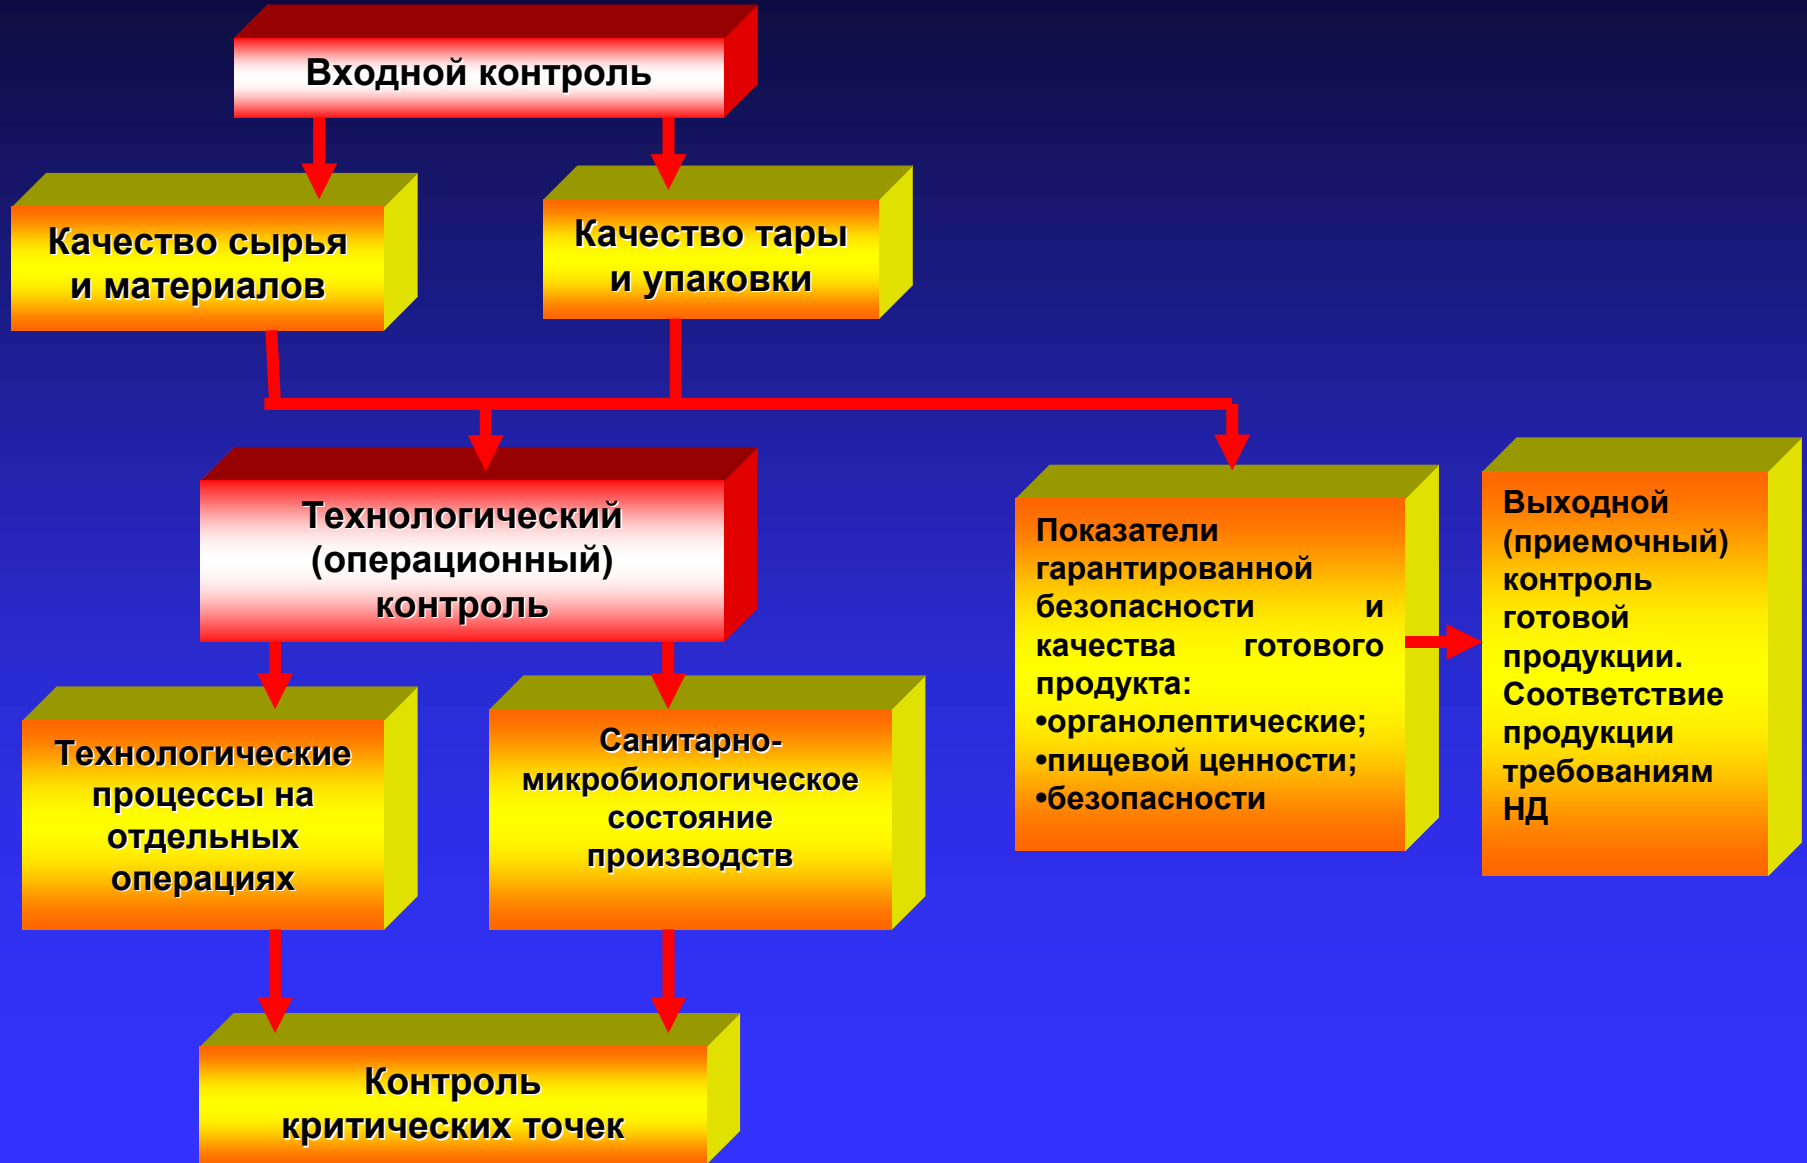 Входной контроль
Качество сырья
и материалов
Качество тары
и упаковки
Технологический
(операционный)
контроль
Технологические
процессы на
отдельных
операциях
Санитарно-
микробиологическое
состояние
производств
Контроль
критических точек
Показатели
гарантированной
безопасности и
качества готового
продукта:
•органолептические;
•пищевой ценности;
•безопасности
Выходной
(приемочный)
контроль
готовой
продукции.
Соответствие
продукции
требованиям
НД